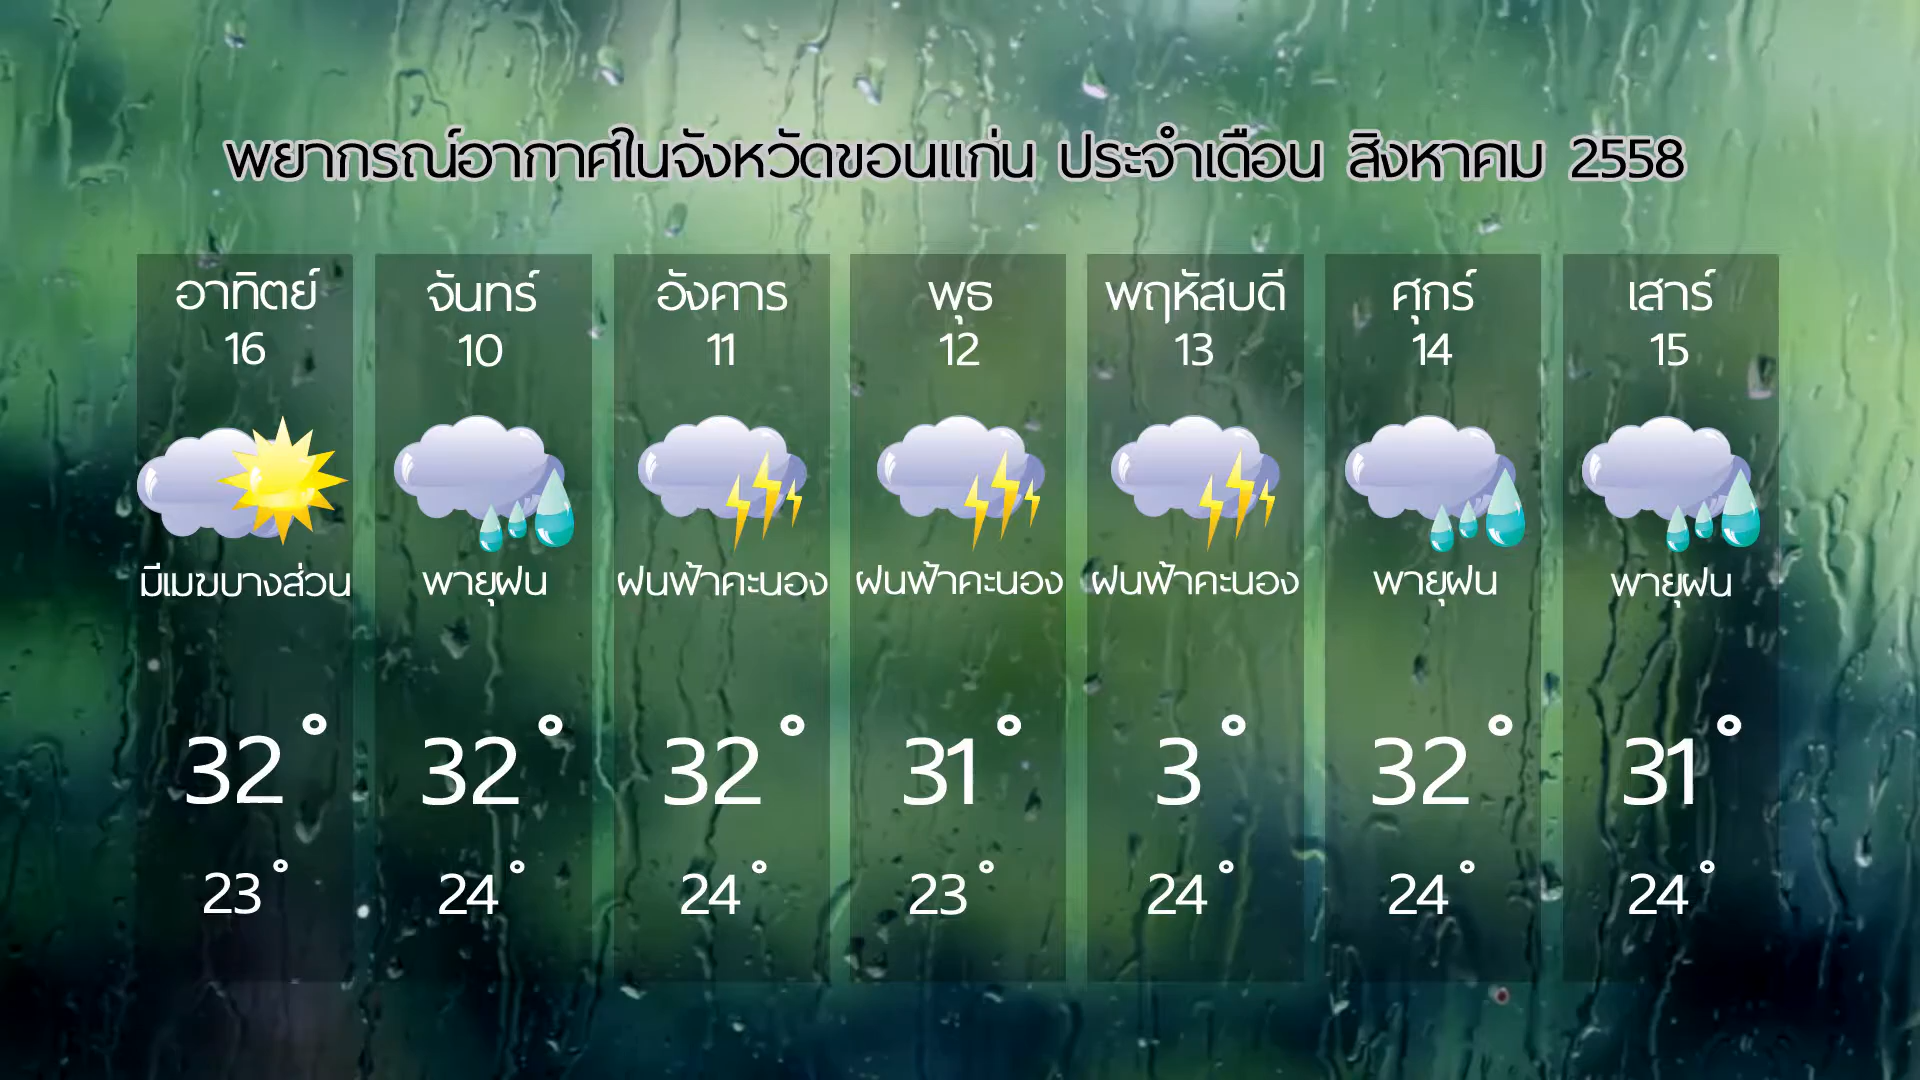 พยากรณ์อากาศในจังหวัดขอนแก่น ประจำเดือน สิงหาคม 2558
อาทิตย์
16
มีเมฆบางส่วน
32°
23°
จันทร์
10
พายุฝน
32°
24°
อังคาร
11
ฝนฟ้าคะนอง
32°
24°
พุธ
12
ฝนฟ้าคะนอง
31°
23°
พฤหัสบดี
13
ฝนฟ้าคะนอง
3°
24°
ศุกร์
14
พายุฝน
32°
24°
เสาร์
15
พายุฝน
31°
24°